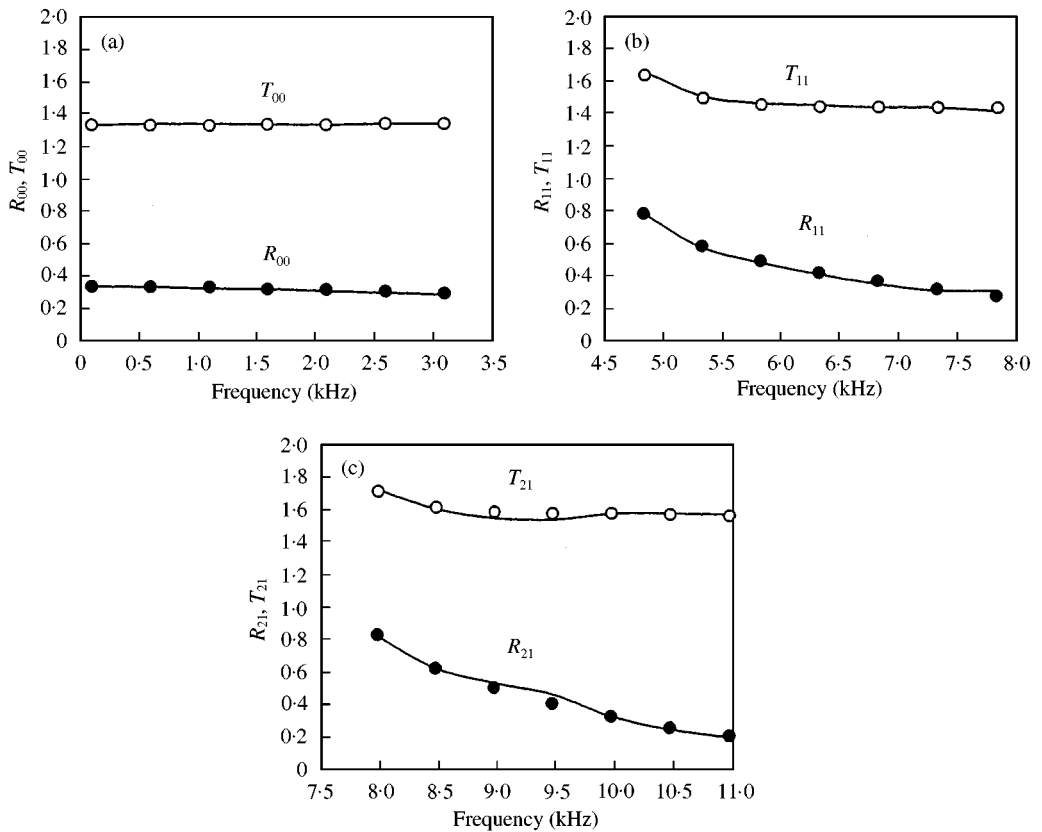 (a)
2·0
1·8
1·6
1·4
1·2
1·0
0·8
0·6
0·4
0·2
0
R₀₀, T₀₀
T₀₀
R₀₀
0 0·5 1·0 1·5 2·0 2·5 3·0 3·5
Frequency (kHz)
(b)
2·0
1·8
1·6
1·4
1·2
1·0
0·8
0·6
0·4
0·2
0
R₁₁, T₁₁
T₁₁
R₁₁
4·5 5·0 5·5 6·0 6·5 7·0 7·5 8·0
Frequency (kHz)
(c)
2·0
1·8
1·6
1·4
1·2
1·0
0·8
0·6
0·4
0·2
0
R₂₁, T₂₁
T₂₁
R₂₁
7·5 8·0 8·5 9·0 9·5 10·0 10·5 11·0
Frequency (kHz)